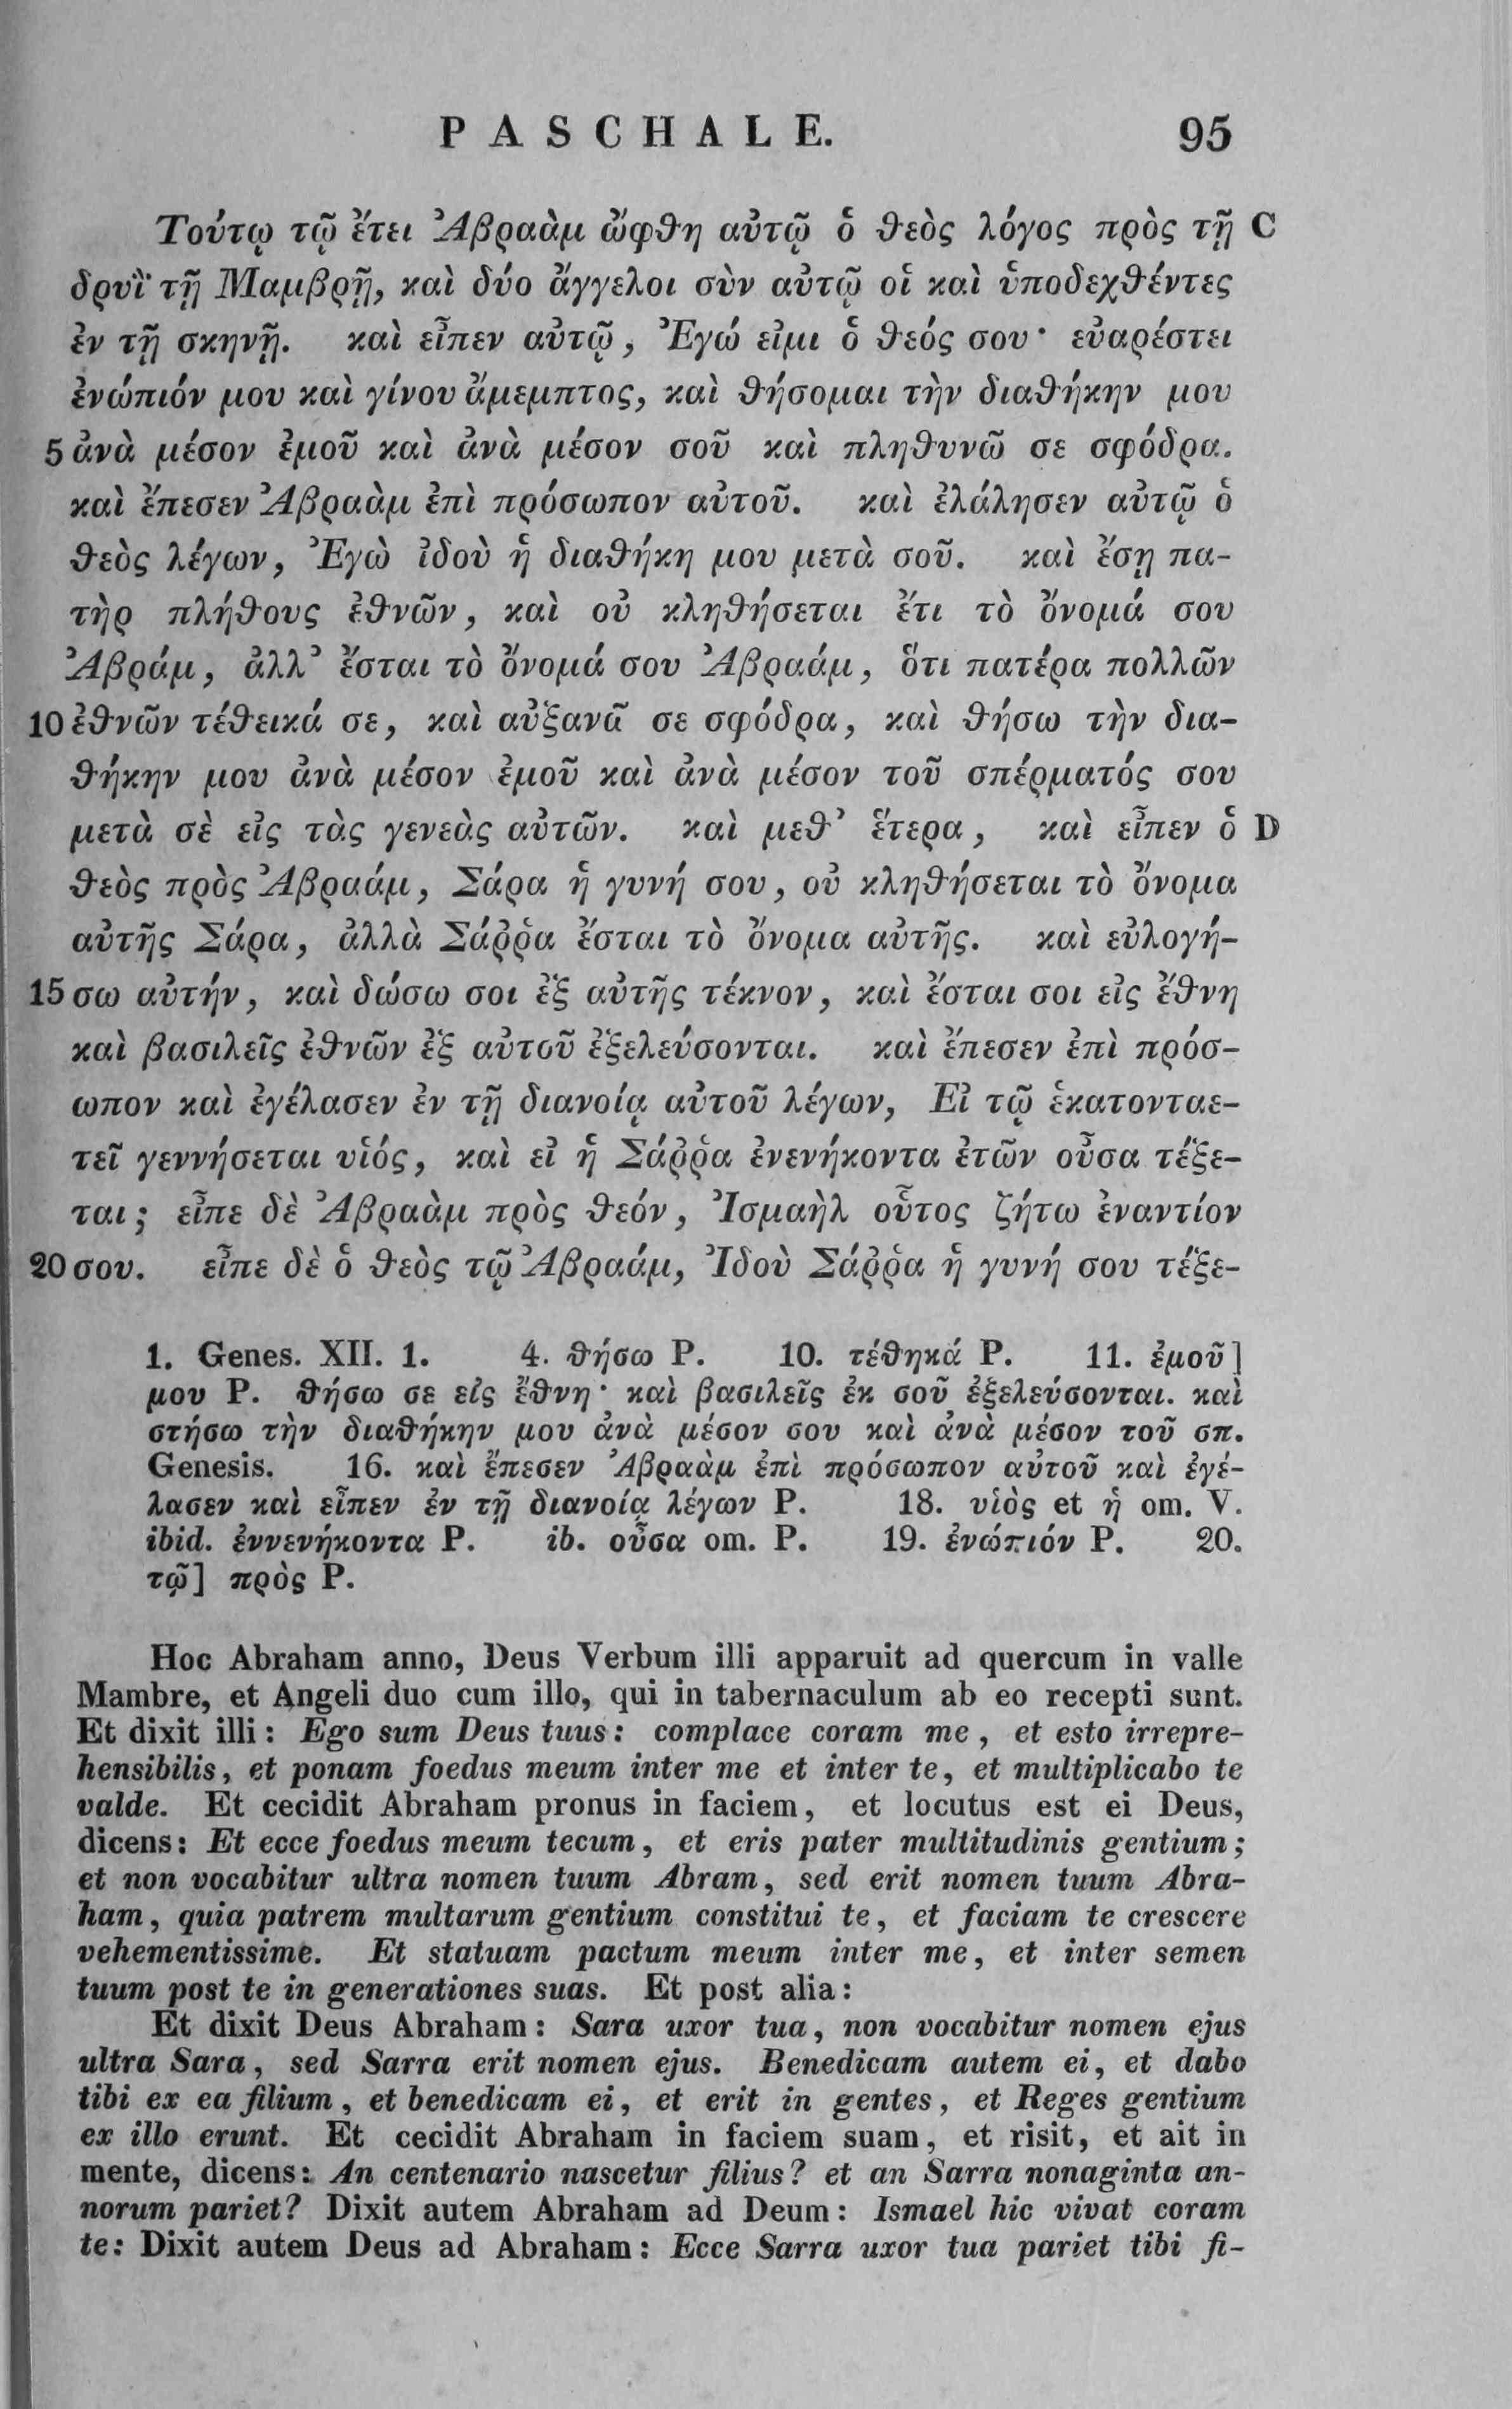 PASCHALE. 95
Τούτῳ τῷ ἔτει Ἀβραὰμ ὤφθη αὐτῷ ὁ θεὸς λόγος πρὸς τῇ C
δρυῒ τῇ Μαμβρῇ, καὶ δύο ἄγγελοι σὺν αὐτῷ οἳ καὶ ὑποδεχθέντες
ἐν τῇ σκηνῇ. καὶ εἶπεν αὐτῷ, Ἐγώ εἰμι ὁ θεός σου· εὐαρέστει
ἐνώπιόν μου καὶ γίνου ἄμεμπτος, καὶ θήσομαι τὴν διαθήκην μου
5 ἀνὰ μέσον ἐμοῦ καὶ ἀνὰ μέσον σοῦ καὶ πληθυνῶ σε σφόδρα.
καὶ ἔπεσεν Ἀβραὰμ ἐπὶ πρόσωπον αὐτοῦ. καὶ ἐλάλησεν αὐτῷ ὁ
θεὸς λέγων, Ἐγὼ ἰδοὺ ἡ διαθήκη μου μετὰ σοῦ. καὶ ἔσῃ πα-
τὴρ πλήθους ἐθνῶν, καὶ οὐ κληθήσεται ἔτι τὸ ὄνομά σου
Ἀβράμ, ἀλλ’ ἔσται τὸ ὄνομά σου Ἀβραάμ, ὅτι πατέρα πολλῶν
10 ἐθνῶν τέθεικά σε, καὶ αὐξανῶ σε σφόδρα, καὶ θήσω τὴν δια-
θήκην μου ἀνὰ μέσον ἐμοῦ καὶ ἀνὰ μέσον τοῦ σπέρματός σου
μετὰ σὲ εἰς τὰς γενεὰς αὐτῶν. καὶ μεθ’ ἕτερα, καὶ εἶπεν ὁ D
θεὸς πρὸς Ἀβραάμ, Σάρα ἡ γυνή σου, οὐ κληθήσεται τὸ ὄνομα
αὐτῆς Σάρα, ἀλλὰ Σάῤῥα ἔσται τὸ ὄνομα αὐτῆς. καὶ εὐλογή-
15 σω αὐτήν, καὶ δώσω σοι ἐξ αὐτῆς τέκνον, καὶ ἔσται σοι εἰς ἔθνη
καὶ βασιλεῖς ἐθνῶν ἐξ αὐτοῦ ἐξελεύσονται. καὶ ἔπεσεν ἐπὶ πρόσ-
ωπον καὶ ἐγέλασεν ἐν τῇ διανοίᾳ αὐτοῦ λέγων, Εἰ τῷ ἑκατονταε-
τεῖ γεννήσεται υἱός, καὶ εἰ ἡ Σάῤῥα ἐνενήκοντα ἐτῶν οὖσα τέξε-
ται; εἶπε δὲ Ἀβραὰμ πρὸς θεόν, Ἰσμαὴλ οὗτος ζήτω ἐναντίον
20 σου. εἶπε δὲ ὁ θεὸς τῷ Ἀβραάμ, Ἰδοὺ Σάῤῥα ἡ γυνή σου τέξε-
1. Genes. XII. 1. 4. θήσω P. 10. τέθηκά P. 11. ἐμοῦ]
μου P. θήσω σε εἰς ἔθνη· καὶ βασιλεῖς ἐκ σοῦ ἐξελεύσονται. καὶ
στήσω τὴν διαθήκην μου ἀνὰ μέσον σου καὶ ἀνὰ μέσον τοῦ σπ.
Genesis. 16. καὶ ἔπεσεν Ἀβραὰμ ἐπὶ πρόσωπον αὐτοῦ καὶ ἐγέ-
λασεν καὶ εἶπεν ἐν τῇ διανοίᾳ λέγων P. 18. υἱὸς et ἡ om. V.
ibid. ἐννενήκοντα P. ib. οὖσα om. P. 19. ἐνώπιόν P. 20.
τῷ] πρὸς P.
Hoc Abraham anno, Deus Verbum illi apparuit ad quercum in valle
Mambre, et Angeli duo cum illo, qui in tabernaculum ab eo recepti sunt.
Et dixit illi: Ego sum Deus tuus: complace coram me, et esto irrepre-
hensibilis, et ponam foedus meum inter me et inter te, et multiplicabo te
valde. Et cecidit Abraham pronus in faciem, et locutus est ei Deus,
dicens: Et ecce foedus meum tecum, et eris pater multitudinis gentium;
et non vocabitur ultra nomen tuum Abram, sed erit nomen tuum Abra-
ham, quia patrem multarum gentium constitui te, et faciam te crescere
vehementissime. Et statuam pactum meum inter me, et inter semen
tuum post te in generationes suas. Et post alia:
Et dixit Deus Abraham: Sara uxor tua, non vocabitur nomen ejus
ultra Sara, sed Sarra erit nomen ejus. Benedicam autem ei, et dabo
tibi ex ea filium, et benedicam ei, et erit in gentes, et Reges gentium
ex illo erunt. Et cecidit Abraham in faciem suam, et risit, et ait in
mente, dicens: An centenario nascetur filius? et an Sarra nonaginta an-
norum pariet? Dixit autem Abraham ad Deum: Ismael hic vivat coram
te: Dixit autem Deus ad Abraham: Ecce Sarra uxor tua pariet tibi fi-